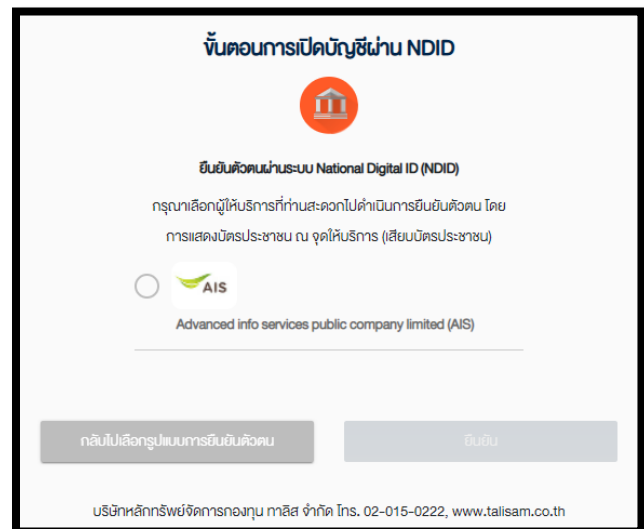 ขั้นตอนการเปิดบัญชีผ่าน NDID
ยืนยันตัวตนผ่านระบบ National Digital ID (NDID)
กรุณาเลือกผู้ให้บริการที่ท่านสะดวกไปดำเนินการยืนยันตัวตน โดย
การแสดงบัตรประชาชน ณ จุดให้บริการ (เสียบบัตรประชาชน)
AIS
Advanced info services public company limited (AIS)
กลับไปเลือกรูปแบบการยืนยันตัวตน
ยืนยัน
บริษัทหลักทรัพย์จัดการกองทุน ทาลิส จำกัด โทร. 02-015-0222, www.talisam.co.th